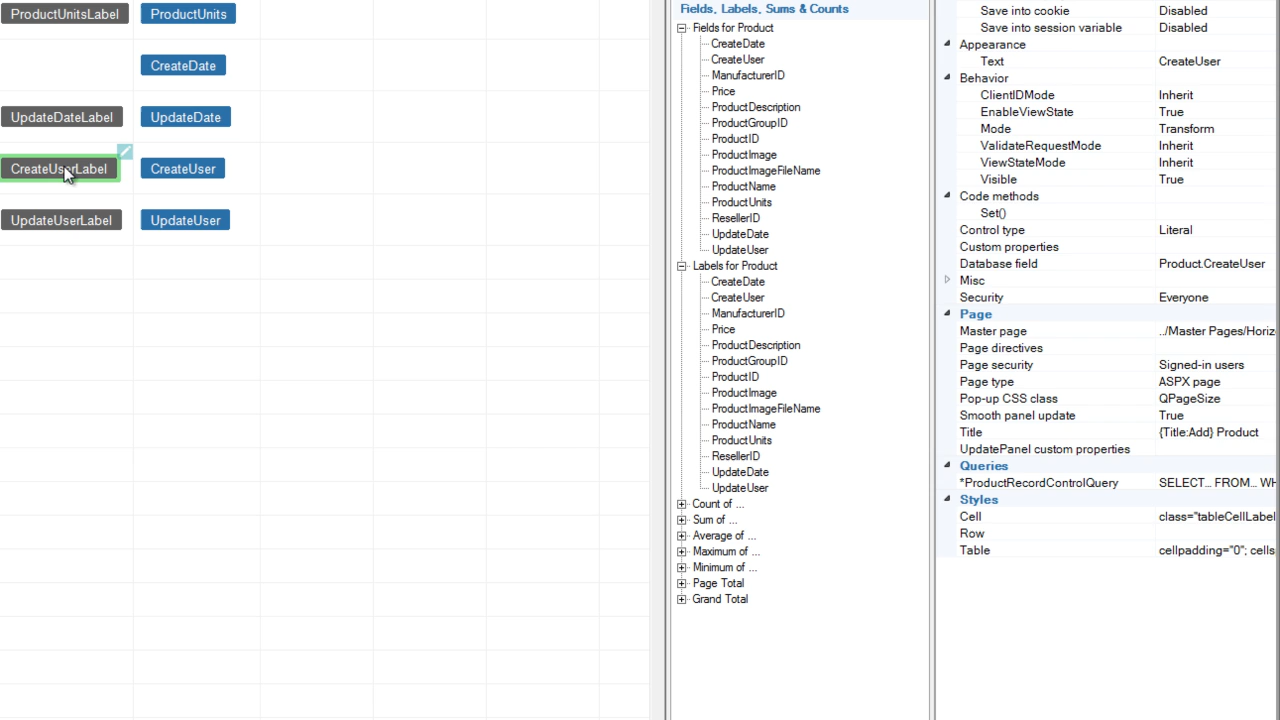 ProductUnitsLabel ProductUnits
CreateDate
UpdateDateLabel UpdateDate
CreateUserLabel CreateUser
UpdateUserLabel UpdateUser
Fields, Labels, Sums & Counts
Fields for Product
CreateDate
CreateUser
ManufacturerID
Price
ProductDescription
ProductGroupID
ProductID
ProductImage
ProductImageFileName
ProductName
ProductUnits
ResellerID
UpdateDate
UpdateUser
Labels for Product
CreateDate
CreateUser
ManufacturerID
Price
ProductDescription
ProductGroupID
ProductID
ProductImage
ProductImageFileName
ProductName
ProductUnits
ResellerID
UpdateDate
UpdateUser
Count of ...
Sum of ...
Average of ...
Maximum of ...
Minimum of ...
Page Total
Grand Total
Save into cookie Disabled
Save into session variable Disabled
Appearance
Text CreateUser
Behavior
ClientIDMode Inherit
EnableViewState True
Mode Transform
ValidateRequestMode Inherit
ViewStateMode Inherit
Visible True
Code methods
Set()
Control type Literal
Custom properties
Database field Product.CreateUser
Misc
Security Everyone
Page
Master page ../Master Pages/Horiz
Page directives
Page security Signed-in users
Page type ASPX page
Pop-up CSS class QPageSize
Smooth panel update True
Title {Title:Add} Product
UpdatePanel custom properties
Queries
*ProductRecordControlQuery SELECT... FROM... WH
Styles
Cell class="tableCellLabel
Row
Table cellpadding="0"; cells